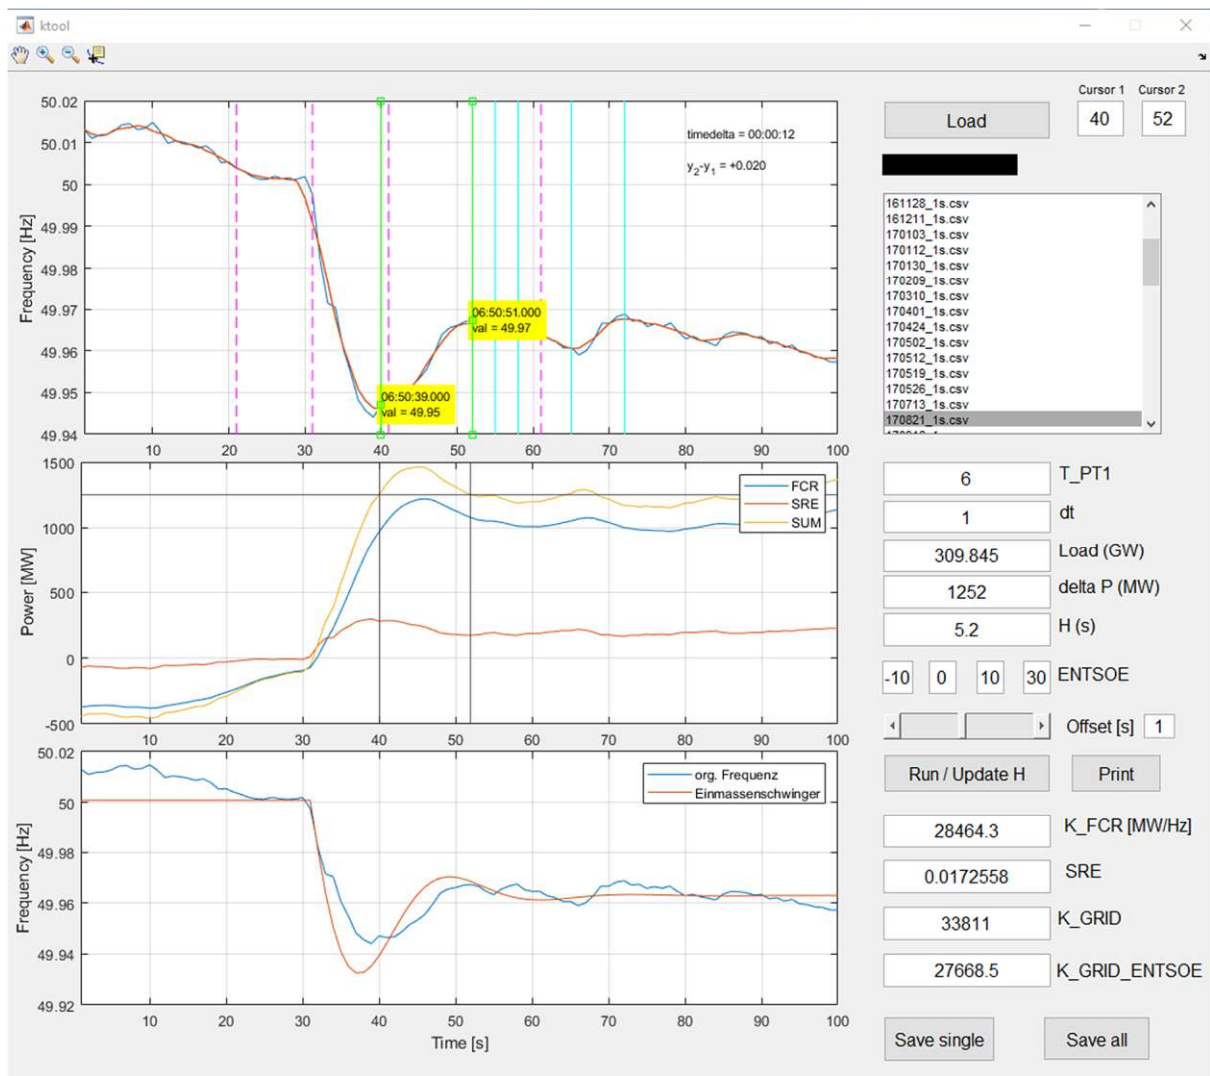 ktool
50.02
50.01
50
49.99
49.98
49.97
49.96
49.95
49.94
Frequency [Hz]
timedelta = 00:00:12
y2-y1 = +0.020
06:50:51.000
val = 49.97
06:50:39.000
val = 49.95
10 20 30 40 50 60 70 80 90 100
1500
1000
500
0
-500
Power [MW]
FCR
SRE
SUM
10 20 30 40 50 60 70 80 90 100
50.02
50
49.98
49.96
49.94
49.92
Frequency [Hz]
org. Frequenz
Einmassenschwinger
10 20 30 40 50 60 70 80 90 100
Time [s]
Cursor 1 Cursor 2
Load 40 52
161128_1s.csv
161211_1s.csv
170103_1s.csv
170112_1s.csv
170130_1s.csv
170209_1s.csv
170310_1s.csv
170401_1s.csv
170424_1s.csv
170502_1s.csv
170512_1s.csv
170519_1s.csv
170526_1s.csv
170713_1s.csv
170821_1s.csv
6 T_PT1
1 dt
309.845 Load (GW)
1252 delta P (MW)
5.2 H (s)
-10 0 10 30 ENTSOE
Offset [s] 1
Run / Update H Print
28464.3 K_FCR [MW/Hz]
0.0172558 SRE
33811 K_GRID
27668.5 K_GRID_ENTSOE
Save single Save all